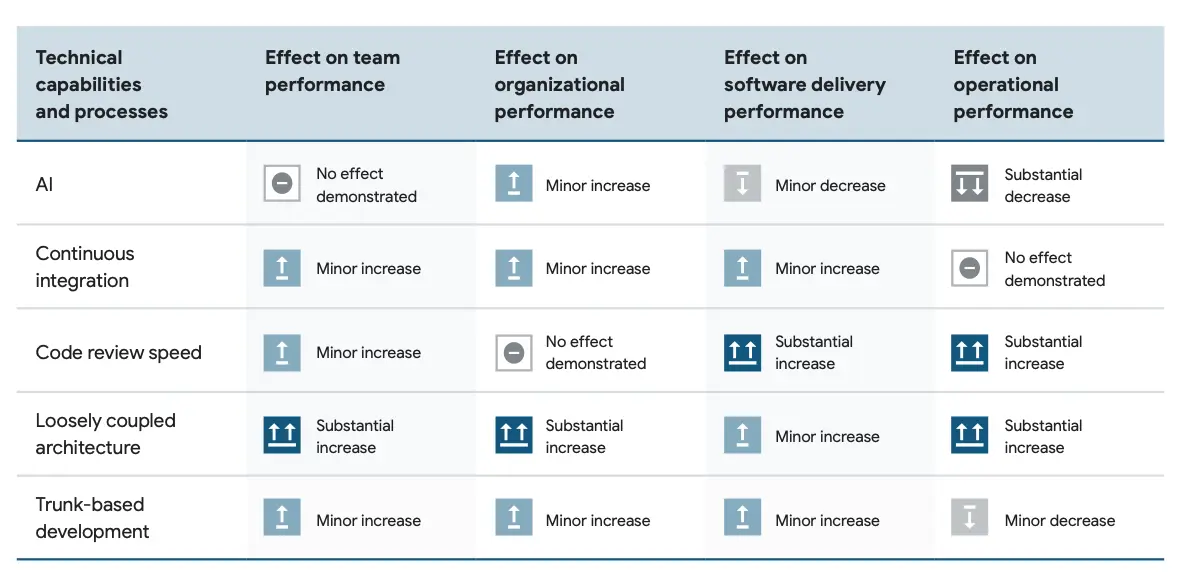 Technical
capabilities
and processes
Effect on team
performance
Effect on
organizational
performance
Effect on
software delivery
performance
Effect on
operational
performance
AI
No effect
demonstrated
Minor increase
Minor decrease
Substantial
decrease
Continuous
integration
Minor increase
Minor increase
Minor increase
No effect
demonstrated
Code review speed
Minor increase
No effect
demonstrated
Substantial
increase
Substantial
increase
Loosely coupled
architecture
Substantial
increase
Substantial
increase
Minor increase
Substantial
increase
Trunk-based
development
Minor increase
Minor increase
Minor increase
Minor decrease